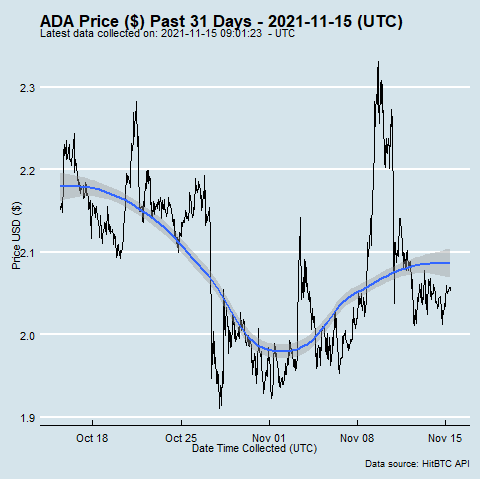 ADA Price ($) Past 31 Days - 2021-11-15 (UTC)
Latest data collected on: 2021-11-15 09:01:23  - UTC
Price USD ($)
2.3
2.2
2.1
2.0
1.9
Oct 18
Oct 25
Nov 01
Nov 08
Nov 15
Date Time Collected (UTC)
Data source: HitBTC API